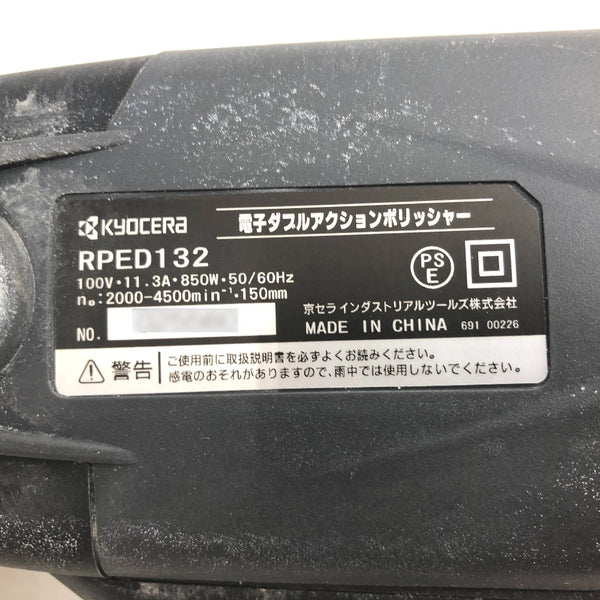 KYOCERA 電子ダブルアクションポリッシャー
RPED132
100V・11.3A・850W・50/60Hz
n₀:2000-4500min⁻¹・150mm
PS
E
京セラ インダストリアルツールズ株式会社
NO.
MADE IN CHINA 691 00226
警告
ご使用前に取扱説明書を必ずよくお読みください。
感電のおそれがありますので、雨中では使用しないでください。